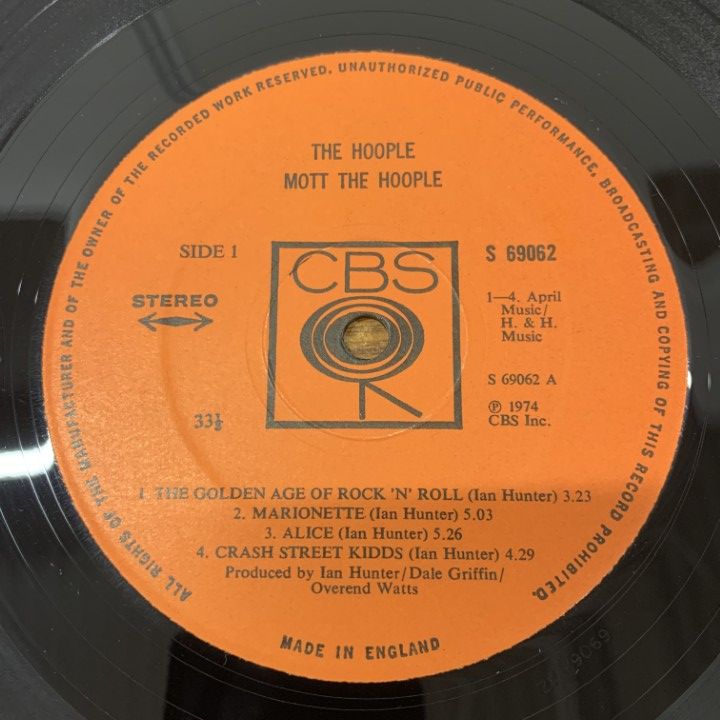 ALL RIGHTS OF THE MANUFACTURER AND OF THE OWNER OF THE RECORDED WORK RESERVED. UNAUTHORIZED PUBLIC PERFORMANCE, BROADCASTING AND COPYING OF THIS RECORD PROHIBITED.
THE HOOPLE
MOTT THE HOOPLE
SIDE 1
CBS
S 69062
STEREO
1—4. April
Music/
H. & H.
Music
S 69062 A
33⅓
℗ 1974
CBS Inc.
1. THE GOLDEN AGE OF ROCK 'N' ROLL (Ian Hunter) 3.23
2. MARIONETTE (Ian Hunter) 5.03
3. ALICE (Ian Hunter) 5.26
4. CRASH STREET KIDDS (Ian Hunter) 4.29
Produced by Ian Hunter/Dale Griffin/
Overend Watts
MADE IN ENGLAND